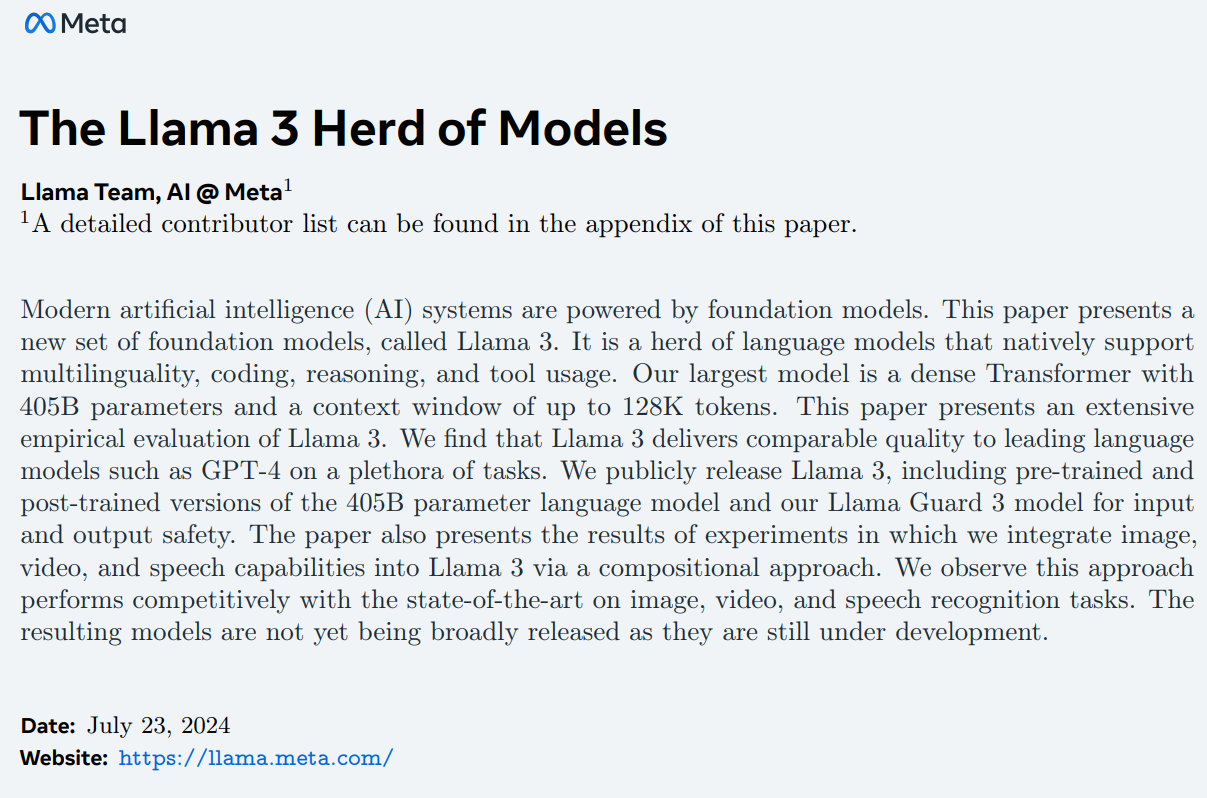 Meta
The Llama 3 Herd of Models
Llama Team, AI @ Meta¹
¹A detailed contributor list can be found in the appendix of this paper.
Modern artificial intelligence (AI) systems are powered by foundation models. This paper presents a
new set of foundation models, called Llama 3. It is a herd of language models that natively support
multilinguality, coding, reasoning, and tool usage. Our largest model is a dense Transformer with
405B parameters and a context window of up to 128K tokens. This paper presents an extensive
empirical evaluation of Llama 3. We find that Llama 3 delivers comparable quality to leading language
models such as GPT-4 on a plethora of tasks. We publicly release Llama 3, including pre-trained and
post-trained versions of the 405B parameter language model and our Llama Guard 3 model for input
and output safety. The paper also presents the results of experiments in which we integrate image,
video, and speech capabilities into Llama 3 via a compositional approach. We observe this approach
performs competitively with the state-of-the-art on image, video, and speech recognition tasks. The
resulting models are not yet being broadly released as they are still under development.
Date: July 23, 2024
Website: https://llama.meta.com/